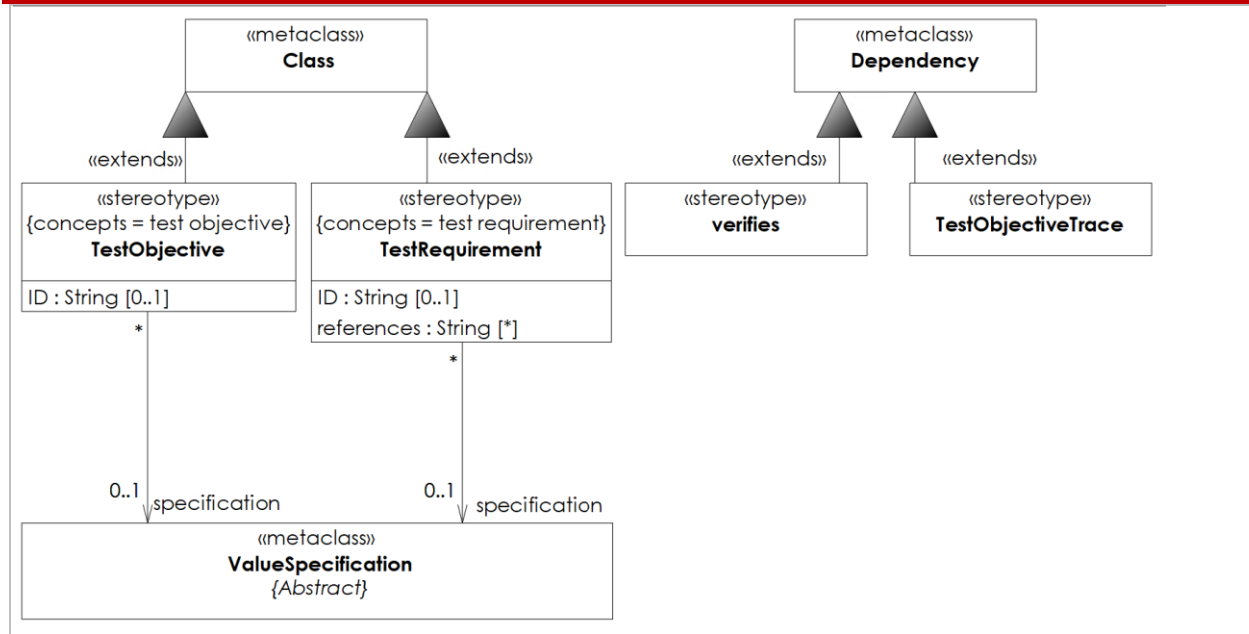 «metaclass»
Class
«metaclass»
Dependency
«extends»
«extends»
«extends»
«extends»
«stereotype»
{concepts = test objective}
TestObjective
ID : String [0..1]
«stereotype»
{concepts = test requirement}
TestRequirement
ID : String [0..1]
references : String [*]
«stereotype»
verifies
«stereotype»
TestObjectiveTrace
*
*
0..1
specification
0..1
specification
«metaclass»
ValueSpecification
{Abstract}